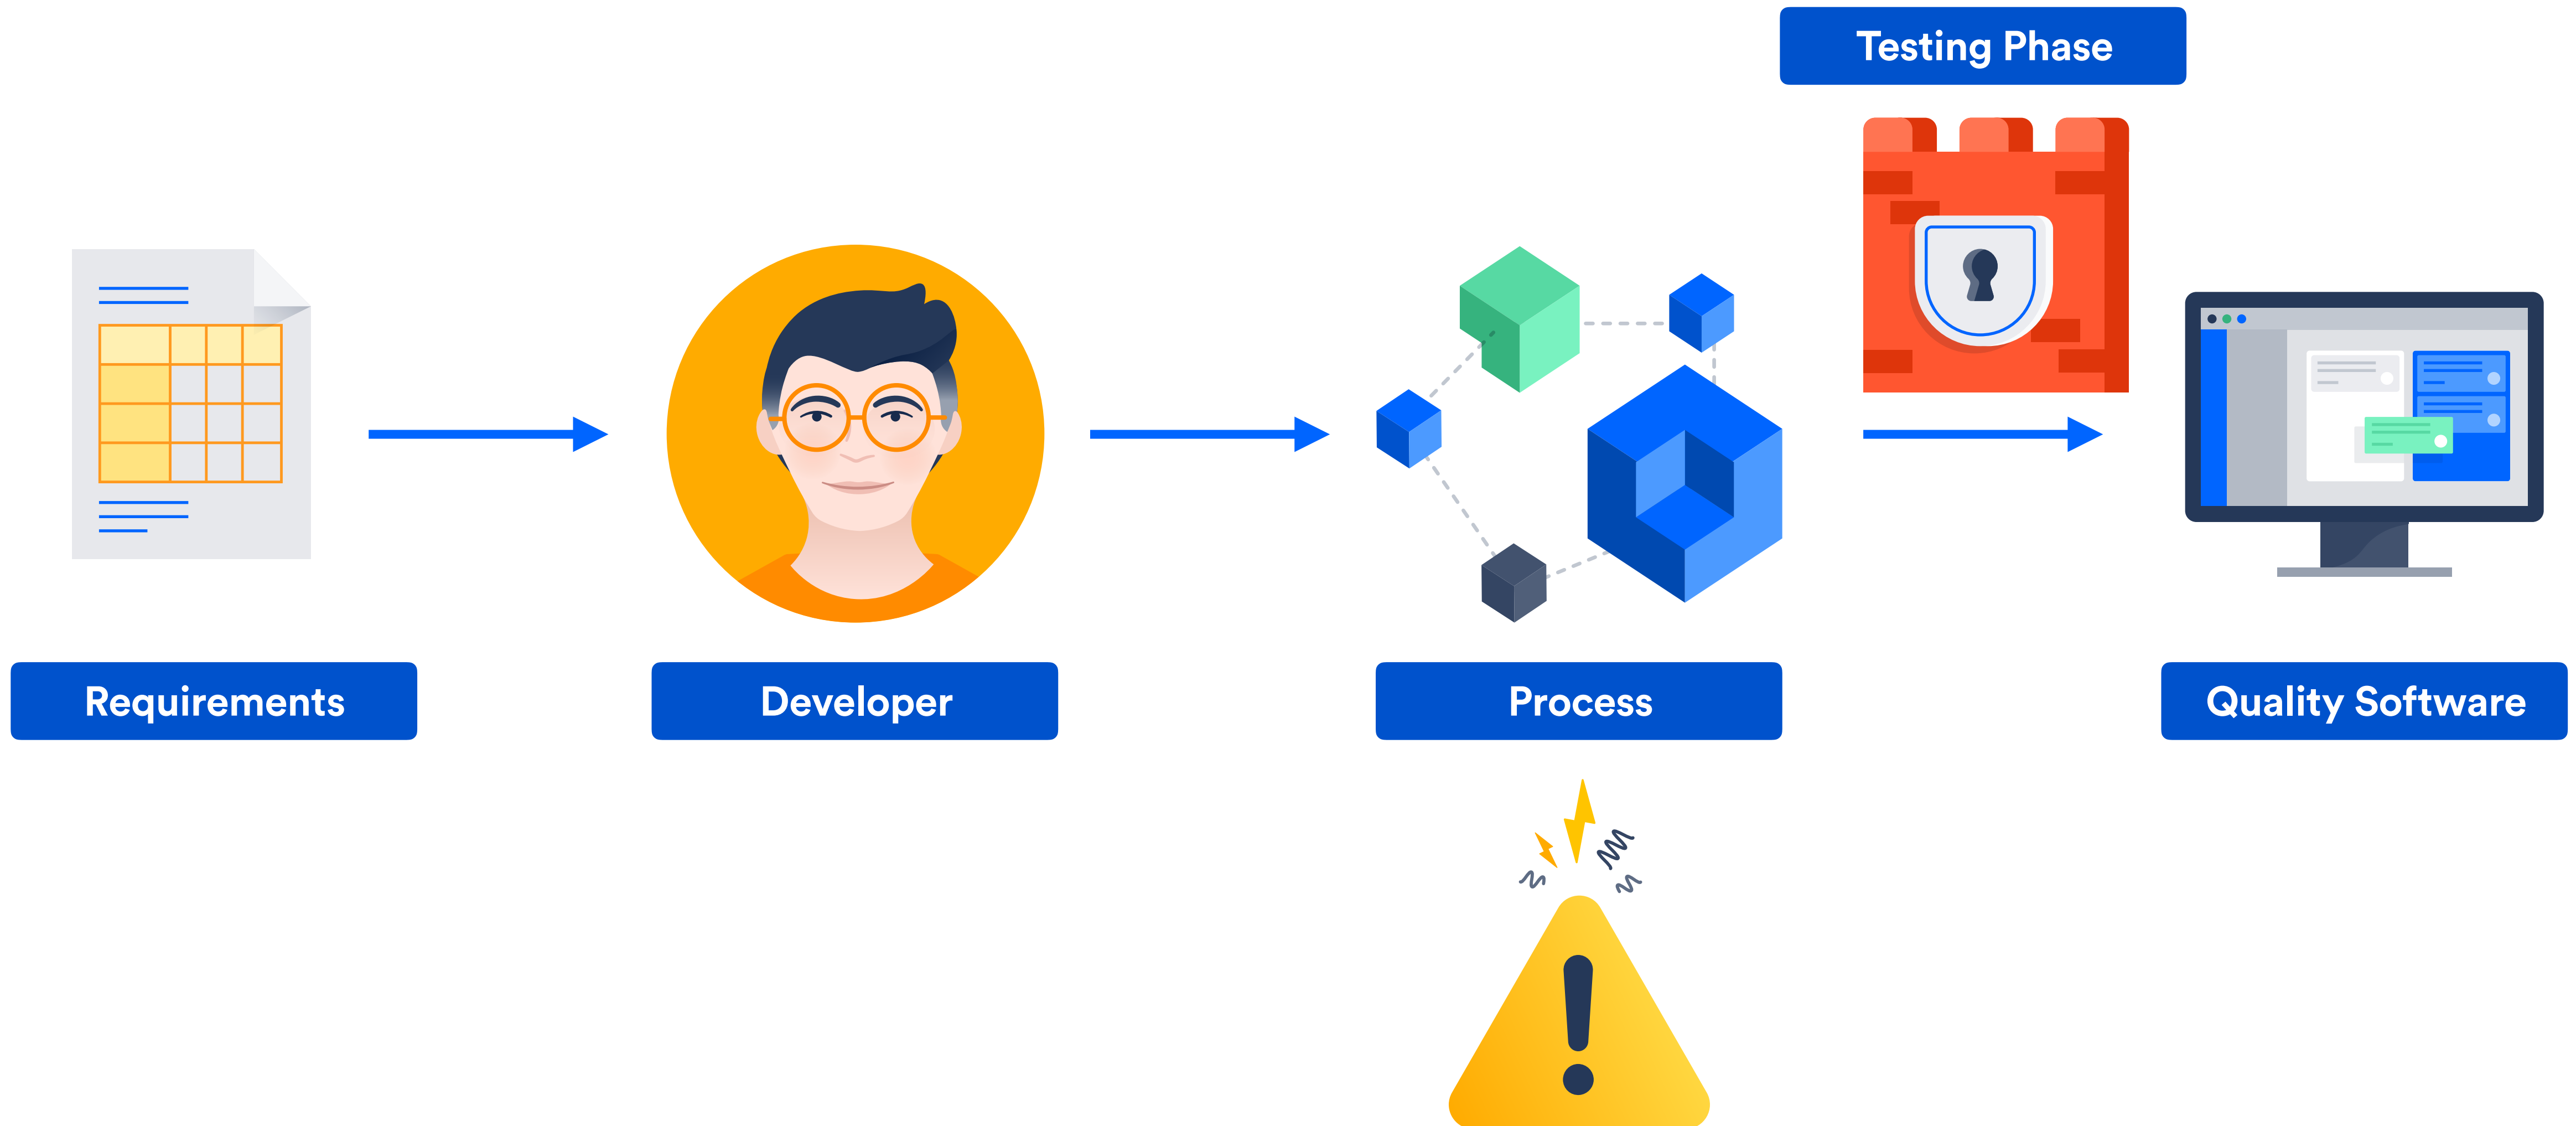 Testing Phase
Requirements
Developer
Process
Quality Software